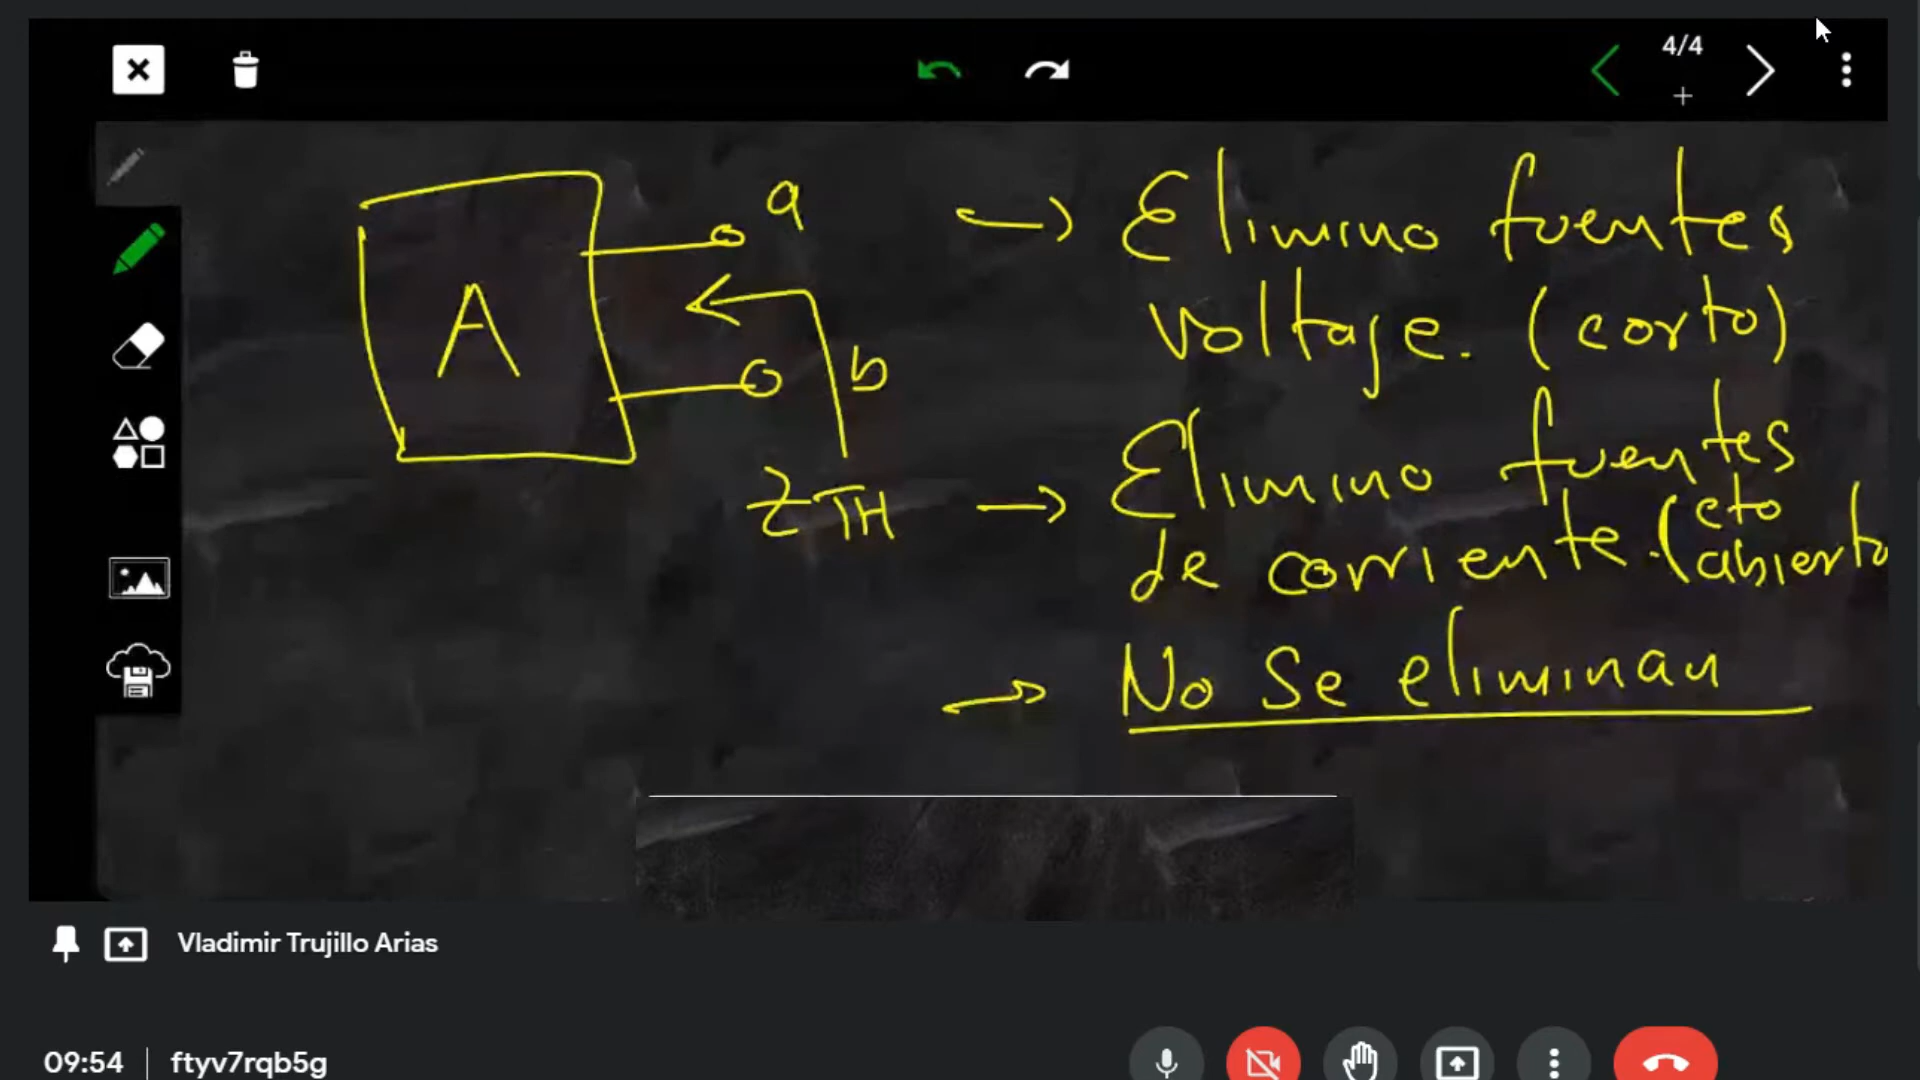 4/4
+
a
→ Elimino fuentes
voltaje. (corto)
A
b
ZTH
→ Elimino fuentes
de corriente. (cto
abierto
→ No Se eliminan
Vladimir Trujillo Arias
09:54 | ftyv7rqb5g